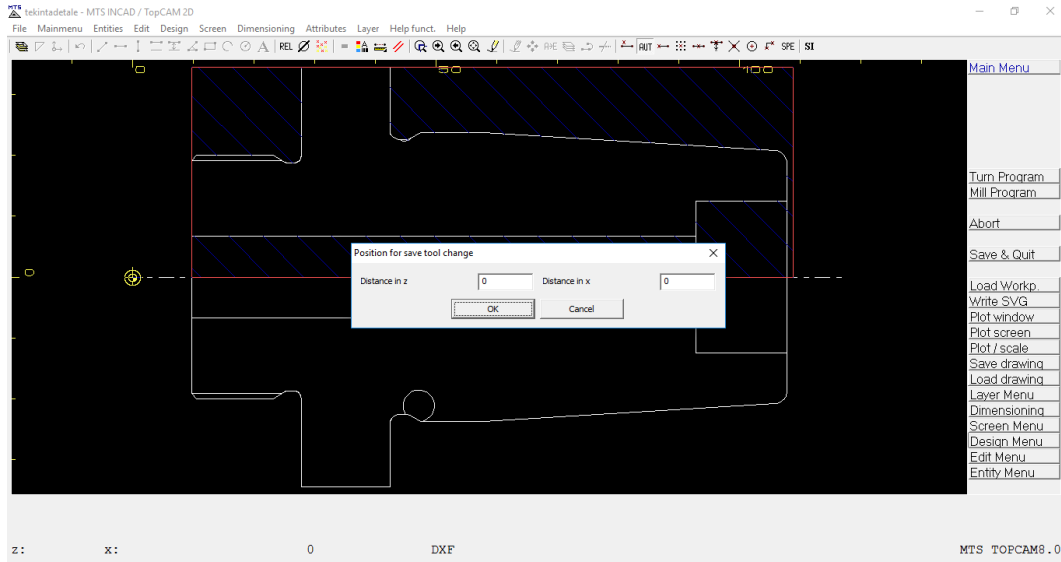 MTS
tekintadetale - MTS INCAD / TopCAM 2D
File Mainmenu Entities Edit Design Screen Dimensioning Attributes Layer Help funct. Help
A REL AUT SPE SI
0 50 100
0
Main Menu
Turn Program
Mill Program
Abort
Save & Quit
Load Workp.
Write SVG
Plot window
Plot screen
Plot / scale
Save drawing
Load drawing
Layer Menu
Dimensioning
Screen Menu
Design Menu
Edit Menu
Entity Menu
Position for save tool change
Distance in z 0 Distance in x 0
OK Cancel
z: x: 0 DXF MTS TOPCAM8.0